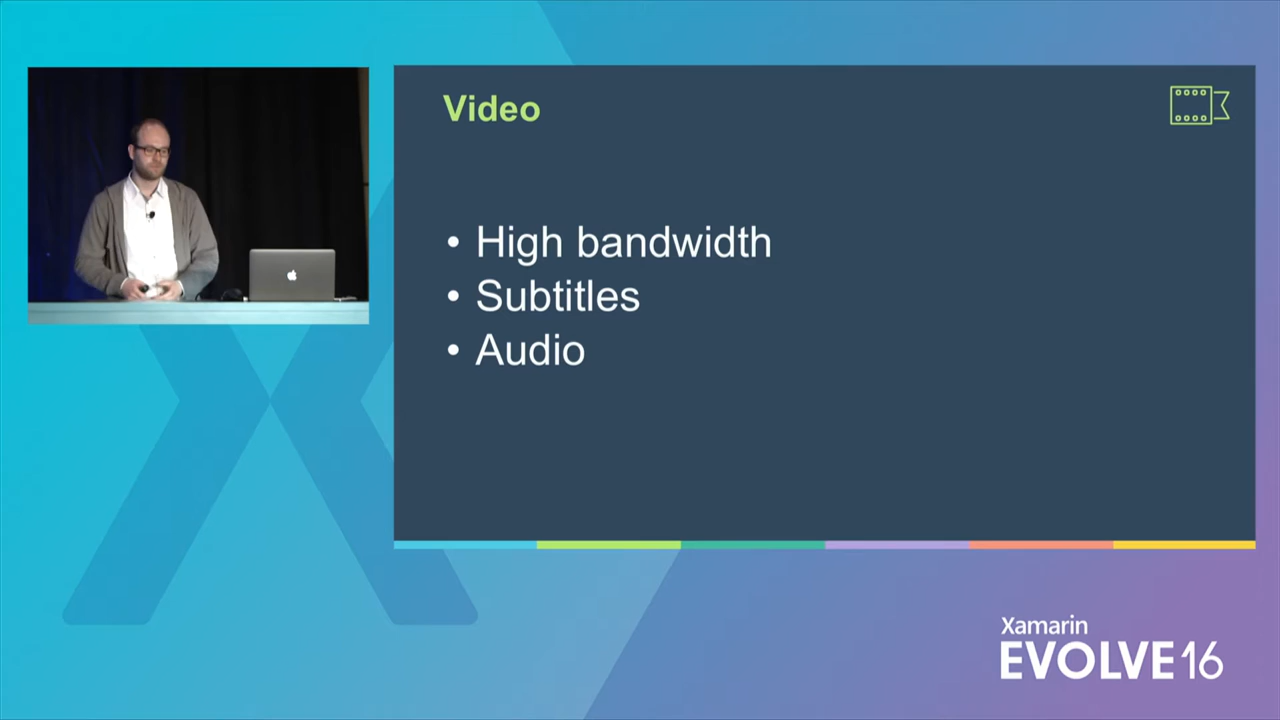 Video
• High bandwidth
• Subtitles
• Audio
Xamarin
EVOLVE16